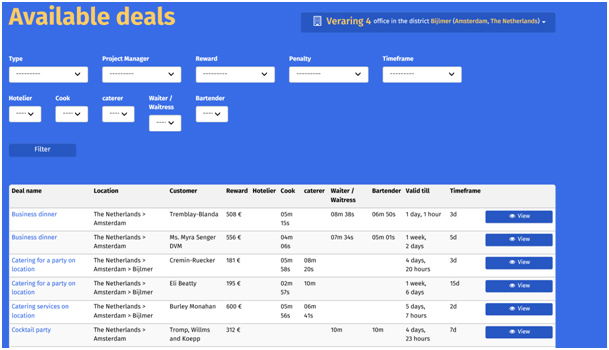 Available deals
Veraring 4 office in the district Bijlmer (Amsterdam, The Netherlands)
Type Project Manager Reward Penalty Timeframe
--------- --------- --------- --------- ---------
Hotelier Cook caterer Waiter / Waitress Bartender
---- ---- ---- ---- ----
Filter
Deal name Location Customer Reward Hotelier Cook caterer Waiter / Waitress Bartender Valid till Timeframe
Business dinner The Netherlands > Amsterdam Tremblay-Blanda 508 € 05m 15s 08m 38s 06m 50s 1 day, 1 hour 3d View
Business dinner The Netherlands > Amsterdam Ms. Myra Senger DVM 556 € 04m 06s 07m 34s 05m 01s 1 week, 2 days 5d View
Catering for a party on location The Netherlands > Amsterdam > Bijlmer Cremin-Ruecker 181 € 05m 58s 08m 20s 4 days, 20 hours 3d View
Catering for a party on location The Netherlands > Amsterdam > Bijlmer Eli Beatty 195 € 02m 57s 10m 1 week, 6 days 15d View
Catering services on location The Netherlands > Amsterdam > Bijlmer Burley Monahan 600 € 05m 56s 06m 41s 5 days, 7 hours 2d View
Cocktail party The Netherlands > Amsterdam Tromp, Willms and Koepp 312 € 10m 10m 4 days, 23 hours 7d View